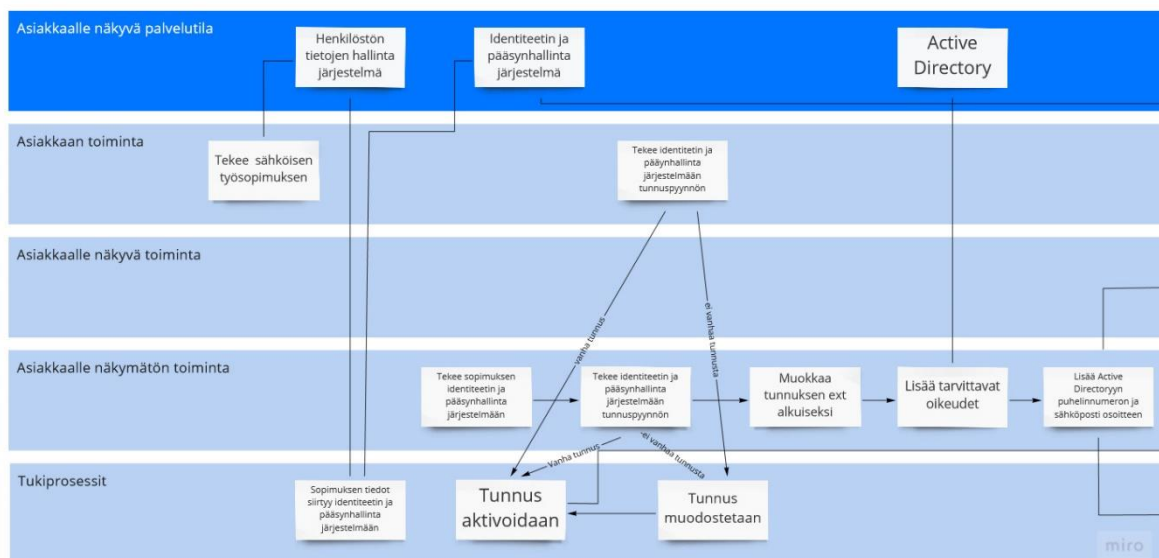 Asiakkaalle näkyvä palvelutila
Henkilöstön
tietojen hallinta
järjestelmä
Identiteetin ja
pääsynhallinta
järjestelmä
Active
Directory
Asiakkaan toiminta
Tekee sähköisen
työsopimuksen
Tekee identitetin ja
pääynhallinta
järjestelmään
tunnuspyynnön
Asiakkaalle näkyvä toiminta
vanha tunnus
ei vanhaa tunnusta
Asiakkaalle näkymätön toiminta
Tekee sopimuksen
identiteetin ja
pääsynhallinta
järjestelmään
Tekee identiteetin ja
pääsynhallinta
järjestelmään
tunnuspyynnön
Muokkaa
tunnuksen ext
alkuiseksi
Lisää tarvittavat
oikeudet
Lisää Active
Directoryyn
puhelinnumeron ja
sähköposti osoitteen
Vanha tunnus
ei vanhaa tunnusta
Tukiprosessit
Sopimuksen tiedot
siirtyy identiteetin ja
pääsynhallinta
järjestelmään
Tunnus
aktivoidaan
Tunnus
muodostetaan
miro